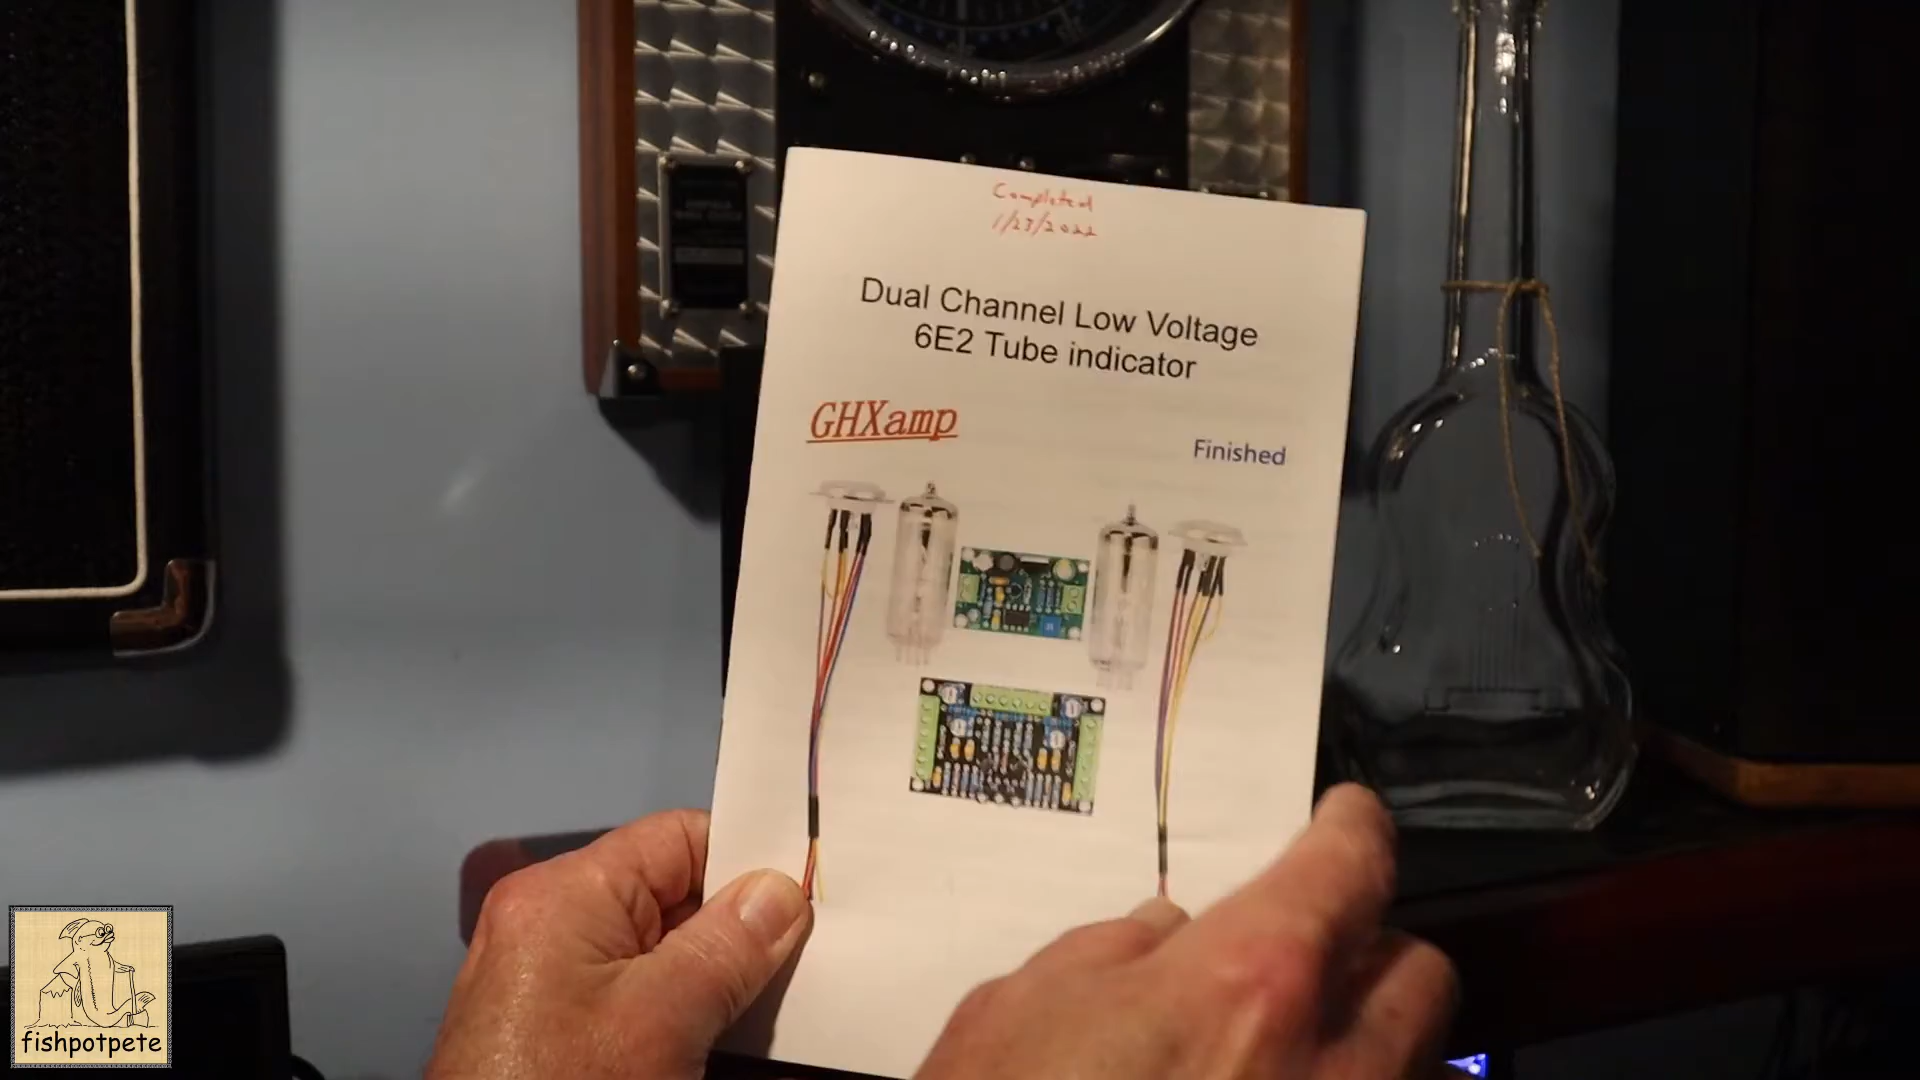 Completed
1/23/2022
Dual Channel Low Voltage
6E2 Tube indicator
GHXamp
Finished
fishpotpete